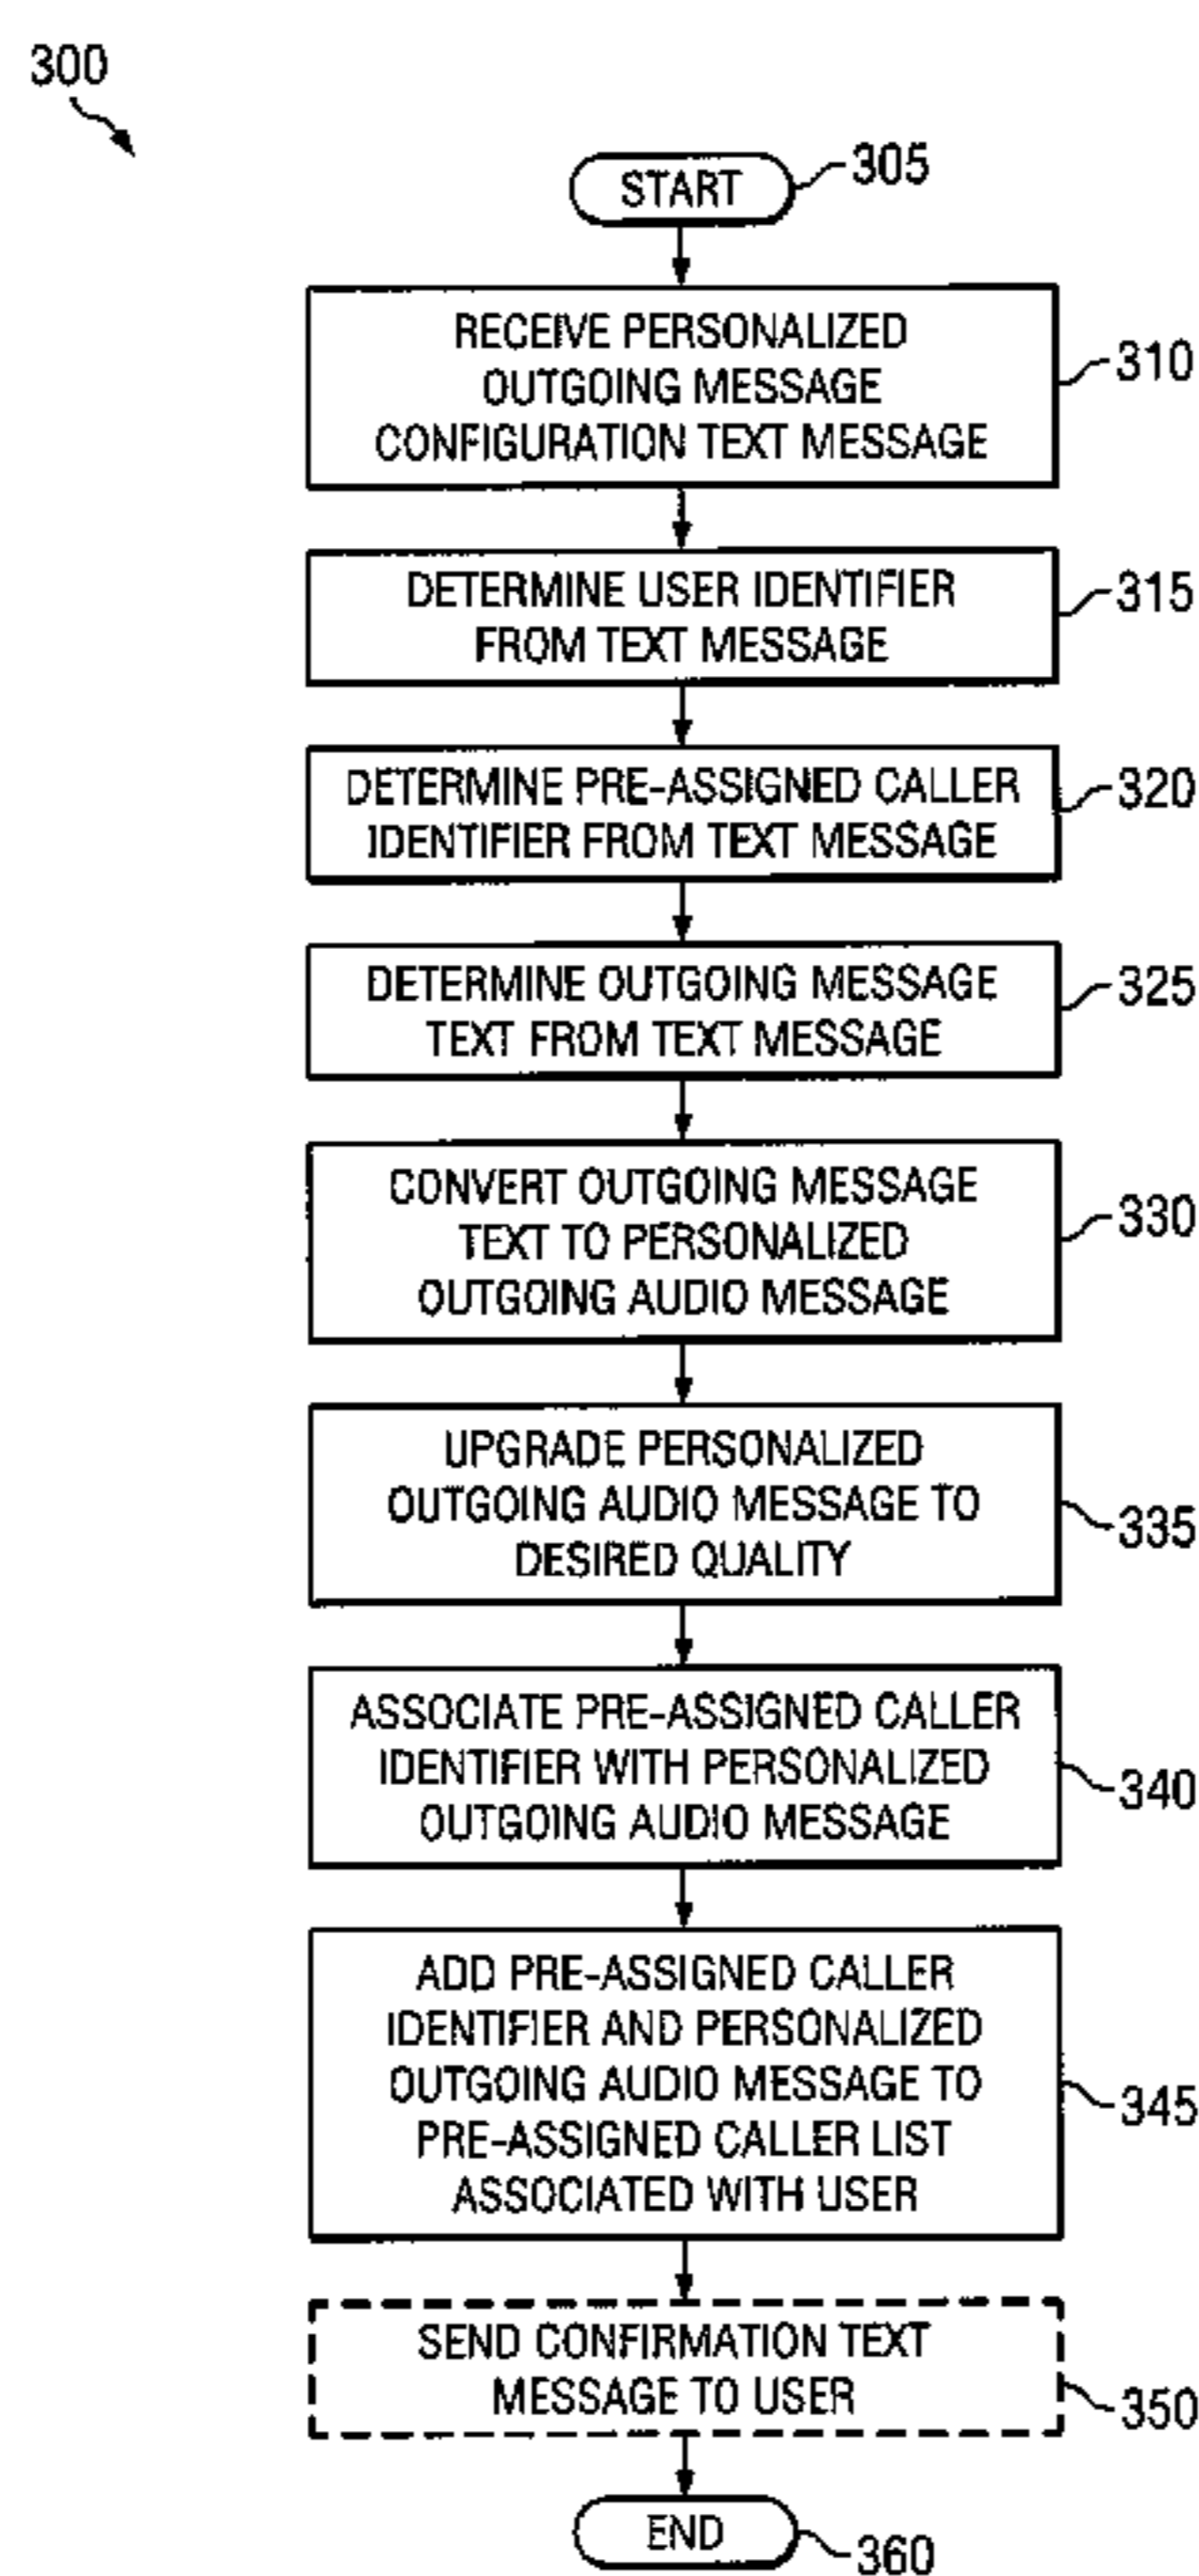 300
START
305
RECEIVE PERSONALIZED
OUTGOING MESSAGE
CONFIGURATION TEXT MESSAGE
310
DETERMINE USER IDENTIFIER
FROM TEXT MESSAGE
315
DETERMINE PRE-ASSIGNED CALLER
IDENTIFIER FROM TEXT MESSAGE
320
DETERMINE OUTGOING MESSAGE
TEXT FROM TEXT MESSAGE
325
CONVERT OUTGOING MESSAGE
TEXT TO PERSONALIZED
OUTGOING AUDIO MESSAGE
330
UPGRADE PERSONALIZED
OUTGOING AUDIO MESSAGE TO
DESIRED QUALITY
335
ASSOCIATE PRE-ASSIGNED CALLER
IDENTIFIER WITH PERSONALIZED
OUTGOING AUDIO MESSAGE
340
ADD PRE-ASSIGNED CALLER
IDENTIFIER AND PERSONALIZED
OUTGOING AUDIO MESSAGE TO
PRE-ASSIGNED CALLER LIST
ASSOCIATED WITH USER
345
SEND CONFIRMATION TEXT
MESSAGE TO USER
350
END
360